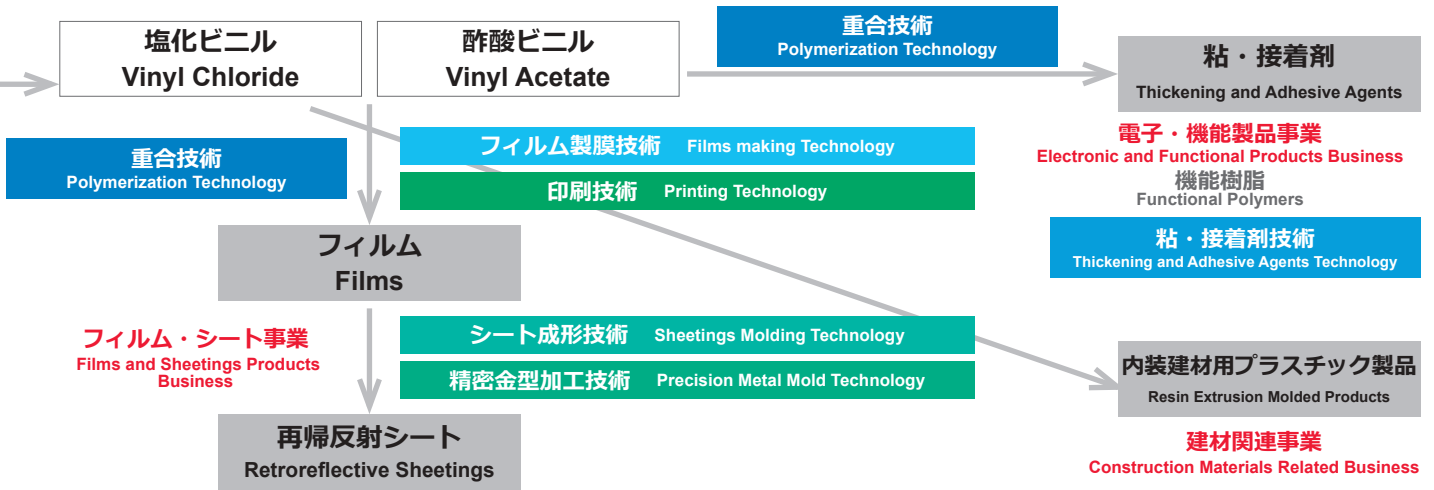 塩化ビニル
Vinyl Chloride
酢酸ビニル
Vinyl Acetate
重合技術
Polymerization Technology
粘・接着剤
Thickening and Adhesive Agents
電子・機能製品事業
Electronic and Functional Products Business
機能樹脂
Functional Polymers
粘・接着剤技術
Thickening and Adhesive Agents Technology
重合技術
Polymerization Technology
フィルム製膜技術 Films making Technology
印刷技術 Printing Technology
フィルム
Films
フィルム・シート事業
Films and Sheetings Products
Business
シート成形技術 Sheetings Molding Technology
精密金型加工技術 Precision Metal Mold Technology
再帰反射シート
Retroreflective Sheetings
内装建材用プラスチック製品
Resin Extrusion Molded Products
建材関連事業
Construction Materials Related Business